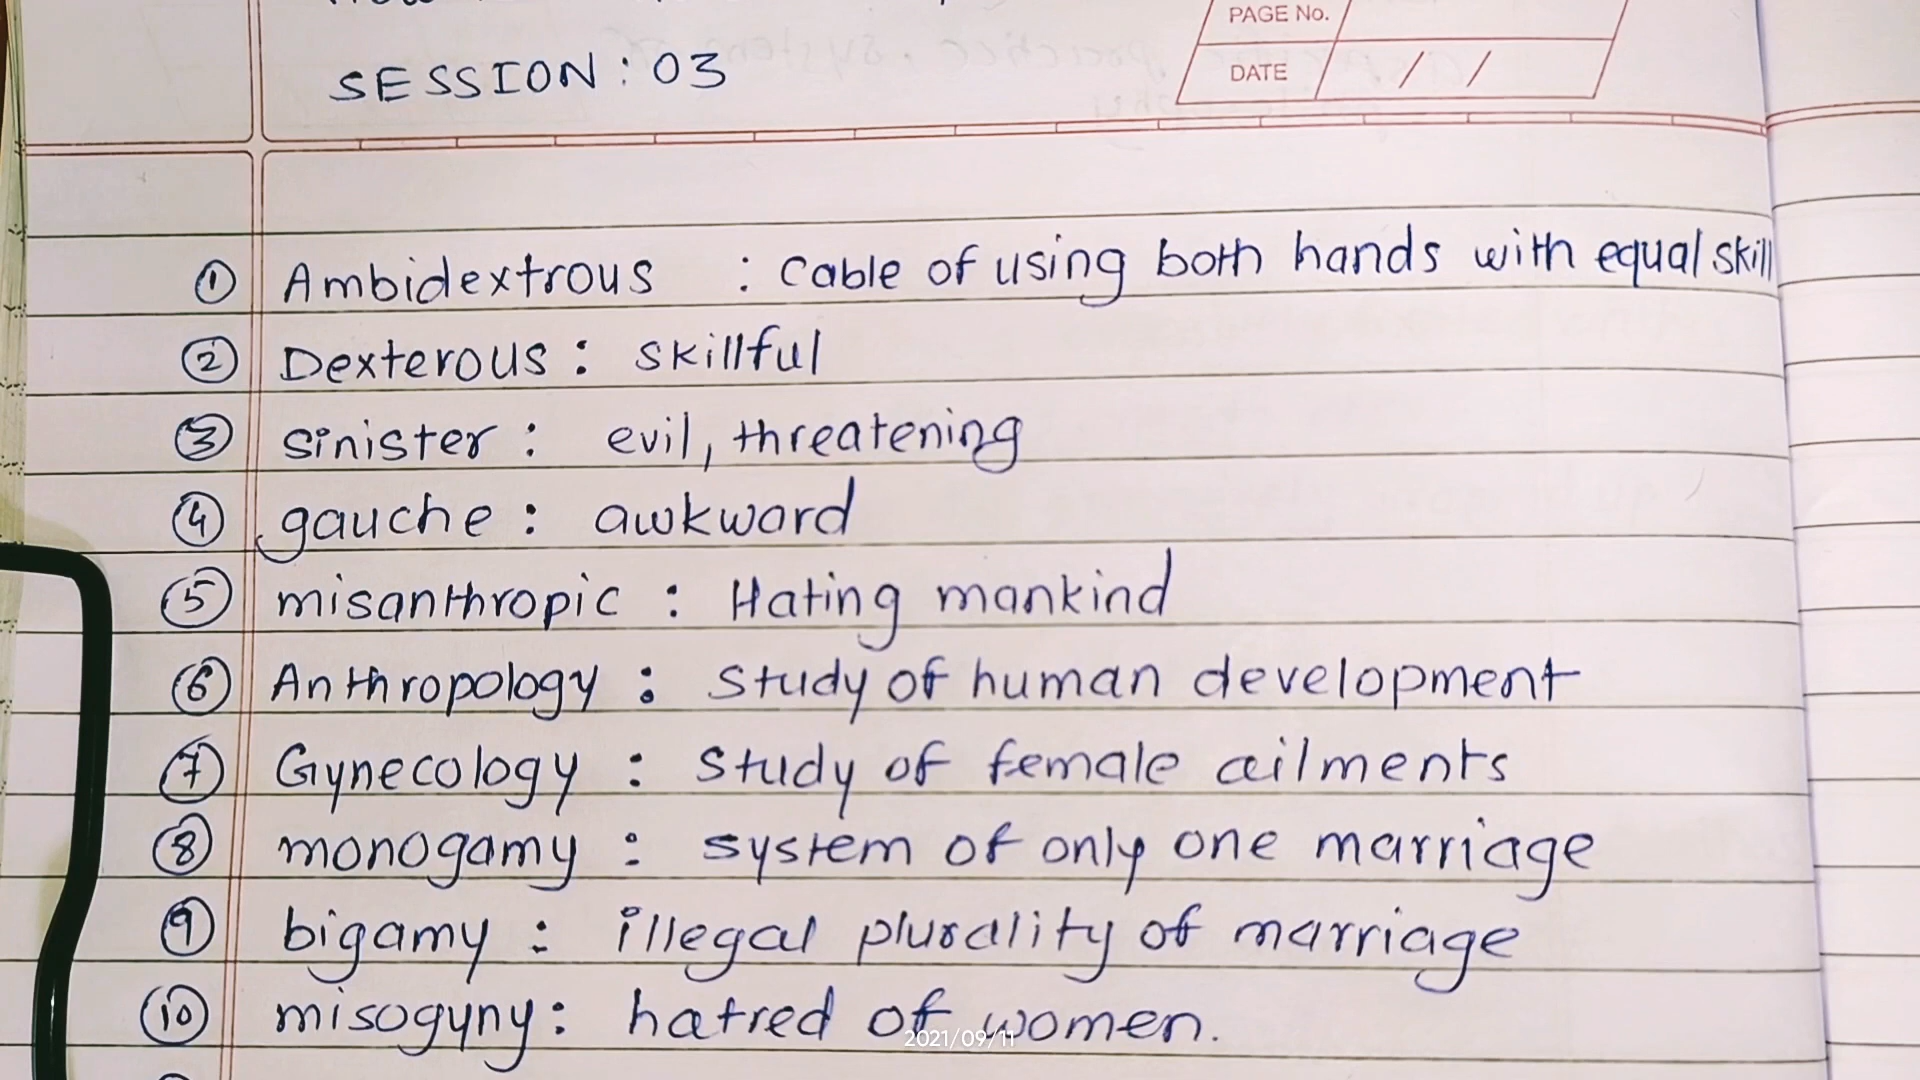 PAGE No.
SESSION : 03
DATE / /
① Ambidextrous : Cable of using both hands with equal skill
② Dexterous : skillful
③ sinister : evil, threatening
④ gauche : awkward
⑤ misanthropic : Hating mankind
⑥ Anthropology : study of human development
⑦ Gynecology : study of female ailments
⑧ monogamy : system of only one marriage
⑨ bigamy : illegal plurality of marriage
⑩ misogyny : hatred of women.
2021/09/11